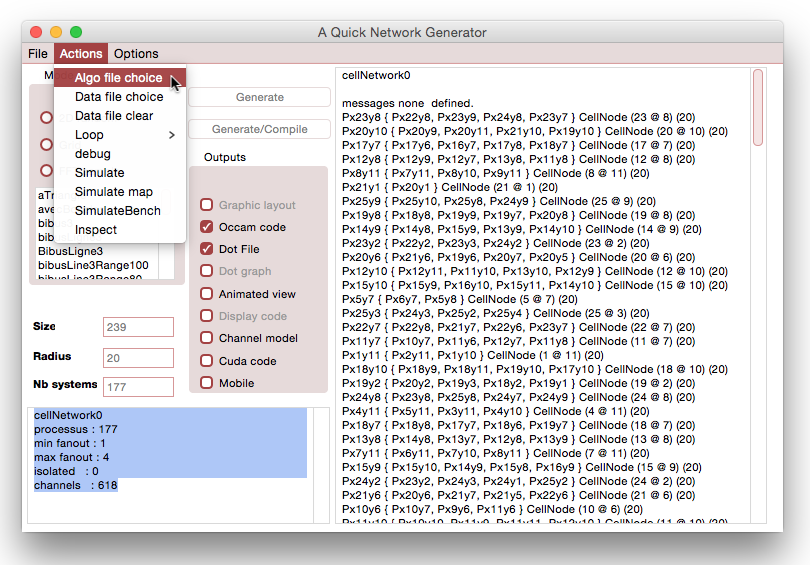 A Quick Network Generator
File Actions Options
Algo file choice
Data file choice
Data file clear
Loop >
debug
Simulate
Simulate map
SimulateBench
Inspect
BibusLigne3
bibusLine3Range100
bibusLine3Range80
Size 239
Radius 20
Nb systems 177
Generate
Generate/Compile
Outputs
Graphic layout
Occam code
Dot File
Dot graph
Animated view
Display code
Channel model
Cuda code
Mobile
cellNetwork0
processus : 177
min fanout : 1
max fanout : 4
isolated : 0
channels : 618
cellNetwork0
messages none defined.
Px23y8 { Px22y8, Px23y9, Px24y8, Px23y7 } CellNode (23 @ 8) (20)
Px20y10 { Px20y9, Px20y11, Px21y10, Px19y10 } CellNode (20 @ 10) (20)
Px17y7 { Px17y6, Px16y7, Px17y8, Px18y7 } CellNode (17 @ 7) (20)
Px12y8 { Px12y9, Px12y7, Px13y8, Px11y8 } CellNode (12 @ 8) (20)
Px8y11 { Px7y11, Px8y10, Px9y11 } CellNode (8 @ 11) (20)
Px21y1 { Px20y1 } CellNode (21 @ 1) (20)
Px25y9 { Px25y10, Px25y8, Px24y9 } CellNode (25 @ 9) (20)
Px19y8 { Px18y8, Px19y9, Px19y7, Px20y8 } CellNode (19 @ 8) (20)
Px14y9 { Px14y8, Px15y9, Px13y9, Px14y10 } CellNode (14 @ 9) (20)
Px23y2 { Px22y2, Px23y3, Px24y2 } CellNode (23 @ 2) (20)
Px20y6 { Px21y6, Px19y6, Px20y7, Px20y5 } CellNode (20 @ 6) (20)
Px12y10 { Px12y11, Px11y10, Px13y10, Px12y9 } CellNode (12 @ 10) (20)
Px15y10 { Px15y9, Px16y10, Px15y11, Px14y10 } CellNode (15 @ 10) (20)
Px5y7 { Px6y7, Px5y8 } CellNode (5 @ 7) (20)
Px25y3 { Px24y3, Px25y2, Px25y4 } CellNode (25 @ 3) (20)
Px22y7 { Px22y8, Px21y7, Px22y6, Px23y7 } CellNode (22 @ 7) (20)
Px11y7 { Px10y7, Px11y6, Px12y7, Px11y8 } CellNode (11 @ 7) (20)
Px1y11 { Px2y11, Px1y10 } CellNode (1 @ 11) (20)
Px18y10 { Px18y9, Px18y11, Px19y10, Px17y10 } CellNode (18 @ 10) (20)
Px19y2 { Px20y2, Px19y3, Px18y2, Px19y1 } CellNode (19 @ 2) (20)
Px24y8 { Px23y8, Px25y8, Px24y7, Px24y9 } CellNode (24 @ 8) (20)
Px4y11 { Px5y11, Px3y11, Px4y10 } CellNode (4 @ 11) (20)
Px18y7 { Px18y8, Px17y7, Px18y6, Px19y7 } CellNode (18 @ 7) (20)
Px13y8 { Px14y8, Px13y7, Px12y8, Px13y9 } CellNode (13 @ 8) (20)
Px7y11 { Px6y11, Px7y10, Px8y11 } CellNode (7 @ 11) (20)
Px15y9 { Px15y10, Px14y9, Px15y8, Px16y9 } CellNode (15 @ 9) (20)
Px24y2 { Px23y2, Px24y3, Px24y1, Px25y2 } CellNode (24 @ 2) (20)
Px21y6 { Px20y6, Px21y7, Px21y5, Px22y6 } CellNode (21 @ 6) (20)
Px10y6 { Px10y7, Px9y6, Px11y6 } CellNode (10 @ 6) (20)
Px11y10 { Px10y10, Px11y9, Px11y11, Px12y10 } CellNode (11 @ 10) (20)